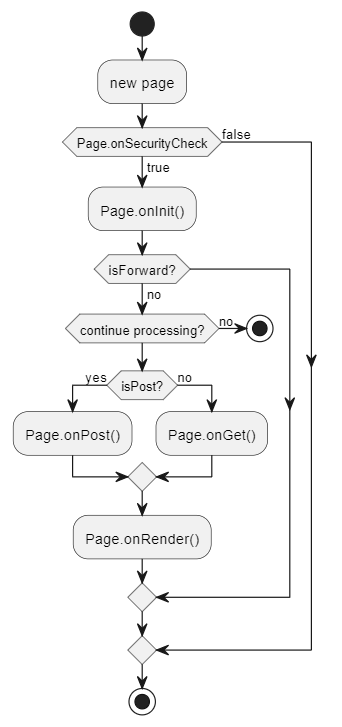 new page
Page.onSecurityCheck
false
true
Page.onInit()
isForward?
no
continue processing?
no
isPost?
yes
no
Page.onPost()
Page.onGet()
Page.onRender()